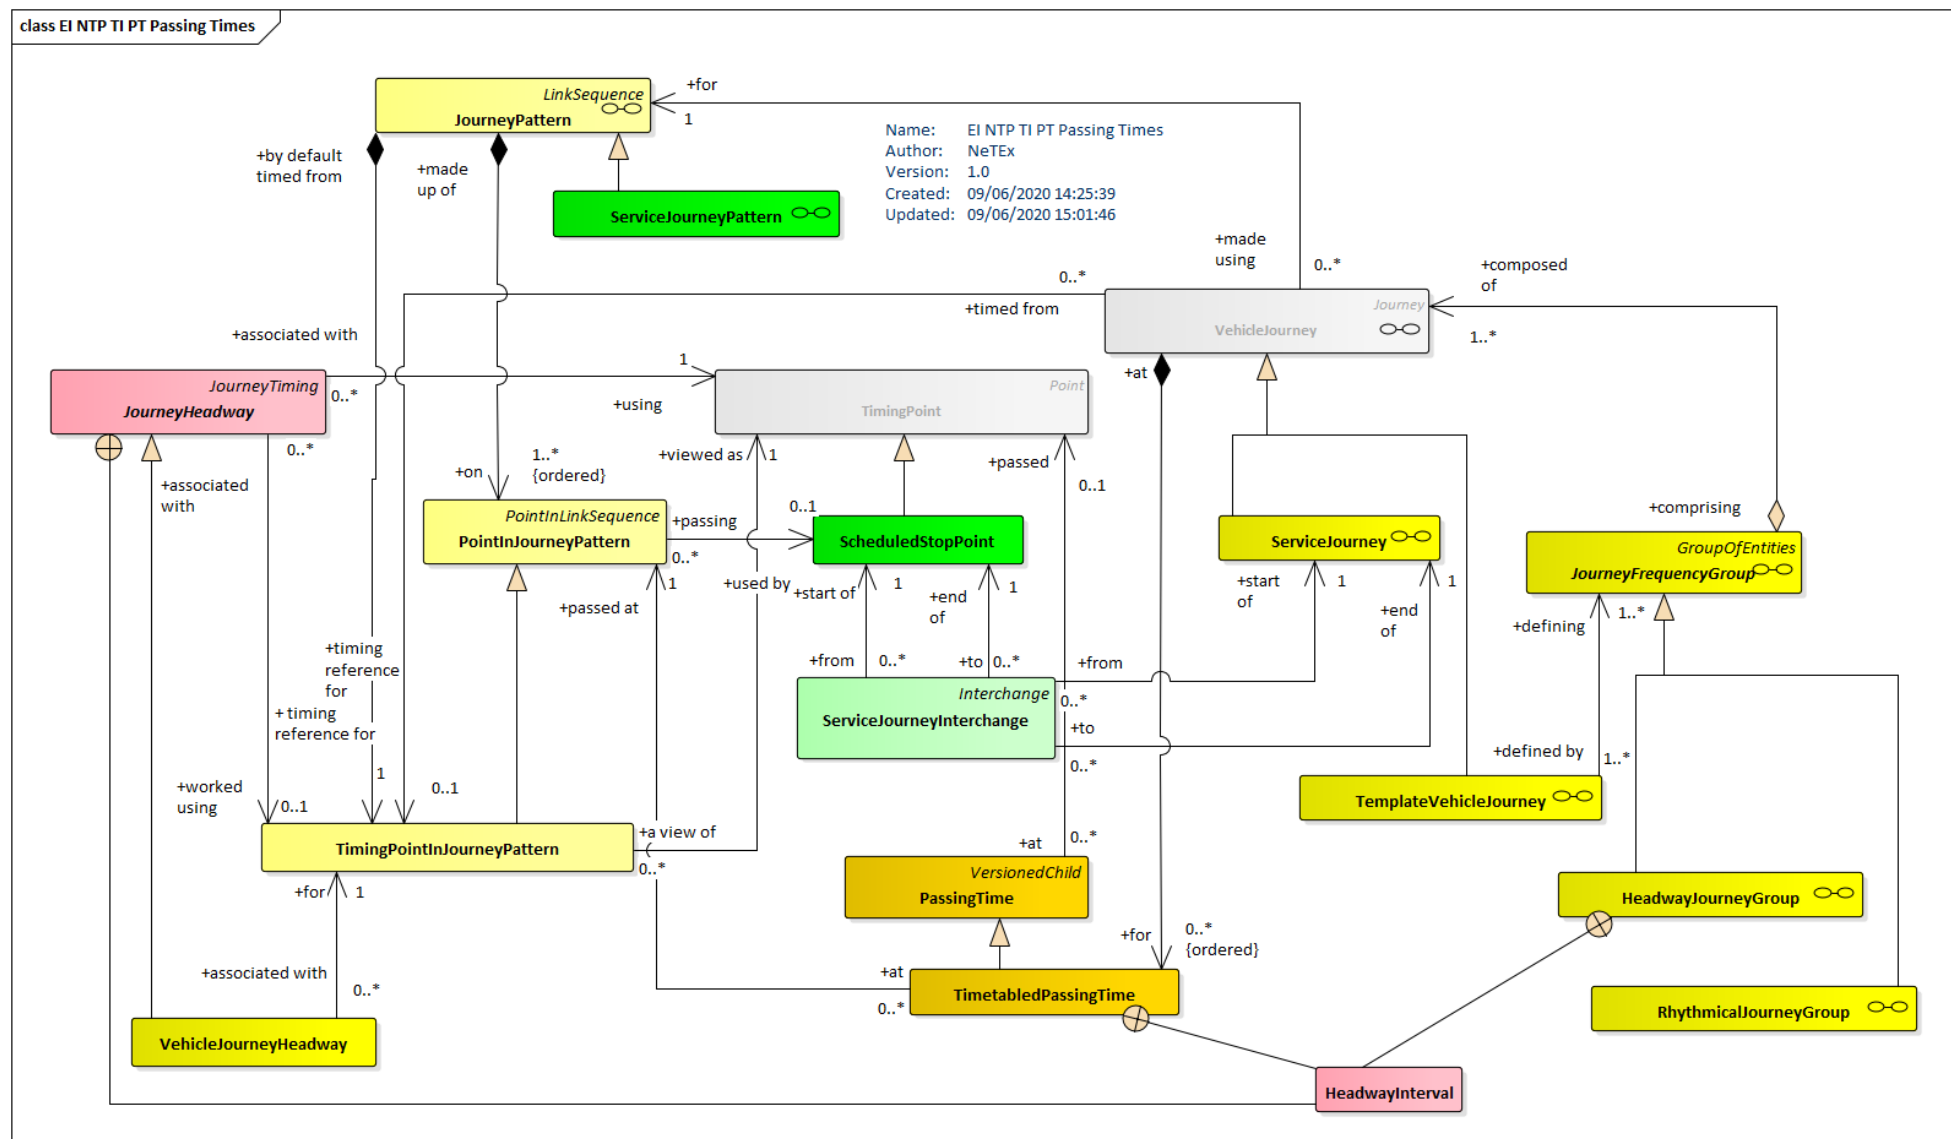 class EI NTP TI PT Passing Times
LinkSequence
JourneyPattern
+for
1
Name: EI NTP TI PT Passing Times
Author: NeTEx
Version: 1.0
Created: 09/06/2020 14:25:39
Updated: 09/06/2020 15:01:46
+by default
timed from
+made
up of
ServiceJourneyPattern
+made
using
0..*
+composed
of
0..*
+timed from
Journey
VehicleJourney
1..*
+associated with
1
+at
JourneyTiming
JourneyHeadway
0..*
+using
Point
TimingPoint
0..*
+associated
with
+on
1..*
{ordered}
+viewed as
1
+passed
0..1
0..1
PointInLinkSequence
PointInJourneyPattern
+passing
0..*
ScheduledStopPoint
ServiceJourney
+comprising
GroupOfEntities
JourneyFrequencyGroup
+passed at
1
+used by
+start of
1
+end
of
1
+start
of
1
+end
of
1
+defining
1..*
+timing
reference
for
+ timing
reference for
+from
0..*
+to
0..*
+from
0..*
Interchange
ServiceJourneyInterchange
+to
0..*
+defined by
1..*
+worked
using
0..1
1
0..1
TemplateVehicleJourney
TimingPointInJourneyPattern
+a view of
0..*
+at
0..*
+for
1
VersionedChild
PassingTime
HeadwayJourneyGroup
+for
0..*
{ordered}
+associated with
0..*
+at
0..*
TimetabledPassingTime
RhythmicalJourneyGroup
VehicleJourneyHeadway
HeadwayInterval